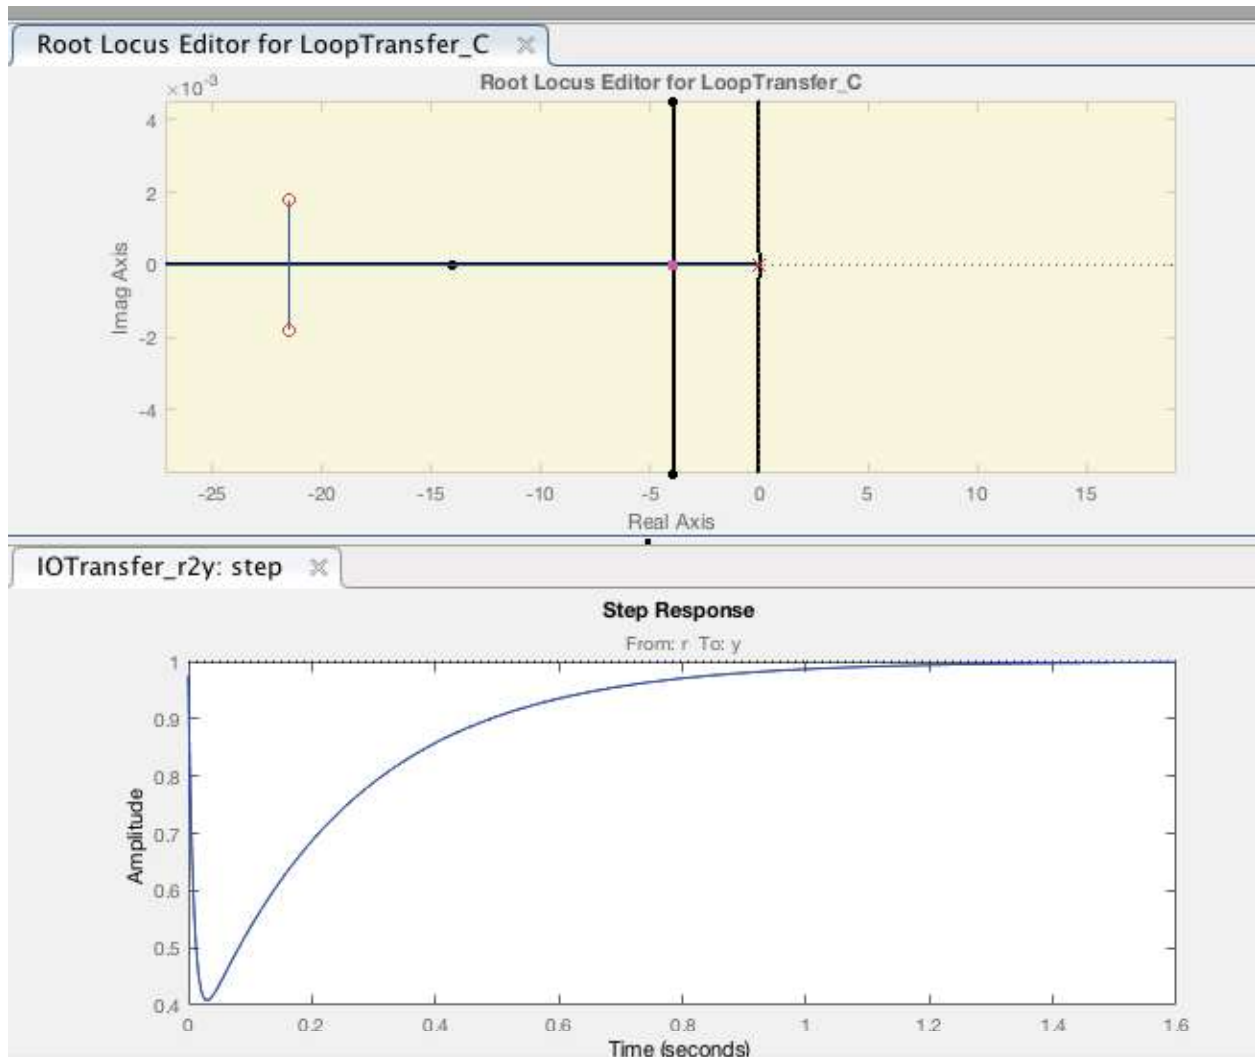 Root Locus Editor for LoopTransfer_C
Root Locus Editor for LoopTransfer_C
×10⁻³
4
2
0
-2
-4
Imag Axis
-25 -20 -15 -10 -5 0 5 10 15
Real Axis
IOTransfer_r2y: step
Step Response
From: r To: y
1
0.9
0.8
0.7
0.6
0.5
0.4
Amplitude
0 0.2 0.4 0.6 0.8 1 1.2 1.4 1.6
Time (seconds)